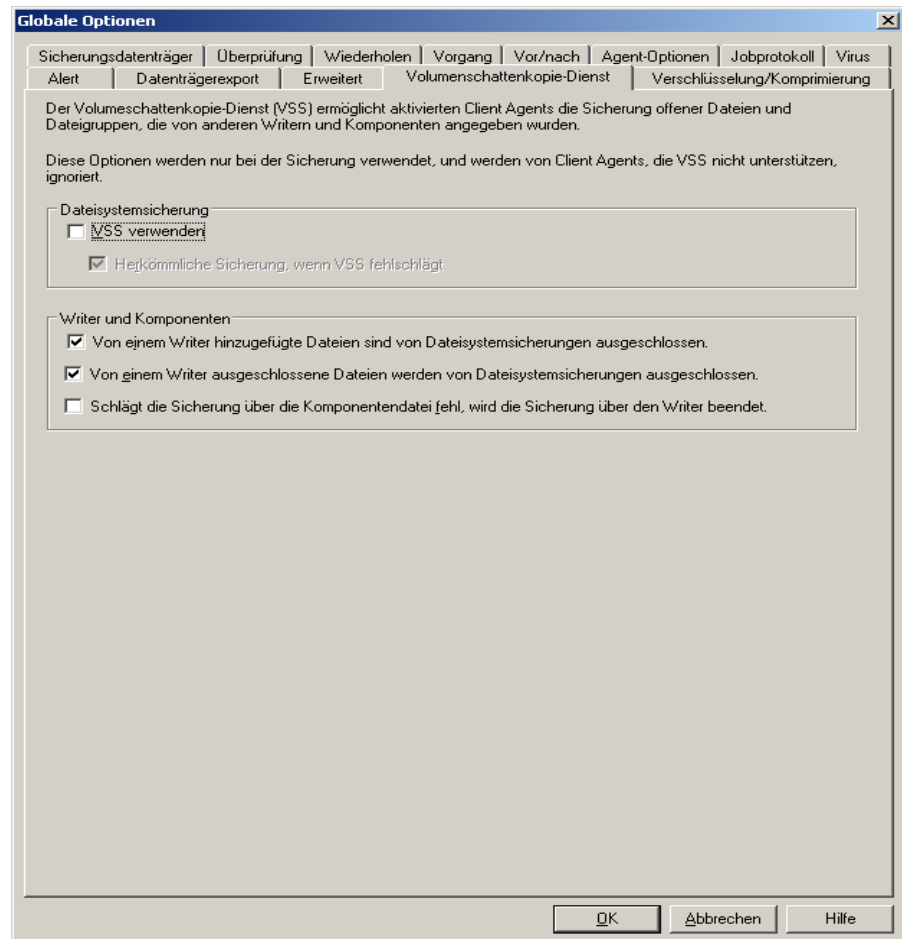 Globale Optionen
Sicherungsdatenträger Überprüfung Wiederholen Vorgang Vor/nach Agent-Optionen Jobprotokoll Virus
Alert Datenträgerexport Erweitert Volumenschattenkopie-Dienst Verschlüsselung/Komprimierung
Der Volumeschattenkopie-Dienst (VSS) ermöglicht aktivierten Client Agents die Sicherung offener Dateien und
Dateigruppen, die von anderen Writern und Komponenten angegeben wurden.
Diese Optionen werden nur bei der Sicherung verwendet, und werden von Client Agents, die VSS nicht unterstützen,
ignoriert.
Dateisystemsicherung
VSS verwenden
Herkömmliche Sicherung, wenn VSS fehlschlägt
Writer und Komponenten
Von einem Writer hinzugefügte Dateien sind von Dateisystemsicherungen ausgeschlossen.
Von einem Writer ausgeschlossene Dateien werden von Dateisystemsicherungen ausgeschlossen.
Schlägt die Sicherung über die Komponentendatei fehl, wird die Sicherung über den Writer beendet.
OK Abbrechen Hilfe